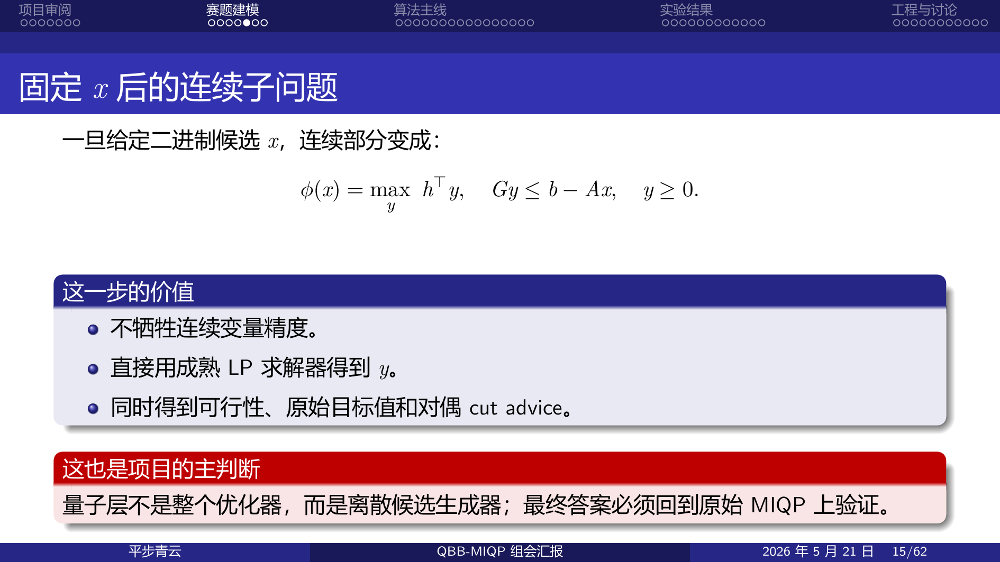 项目审阅 赛题建模 算法主线 实验结果 工程与讨论
固定 x 后的连续子问题
一旦给定二进制候选 x，连续部分变成：
ϕ(x) = max_y h^⊤ y, Gy ≤ b − Ax, y ≥ 0.
这一步的价值
不牺牲连续变量精度。
直接用成熟 LP 求解器得到 y。
同时得到可行性、原始目标值和对偶 cut advice。
这也是项目的主判断
量子层不是整个优化器，而是离散候选生成器；最终答案必须回到原始 MIQP 上验证。
平步青云 QBB-MIQP 组会汇报 2026 年 5 月 21 日 15/62